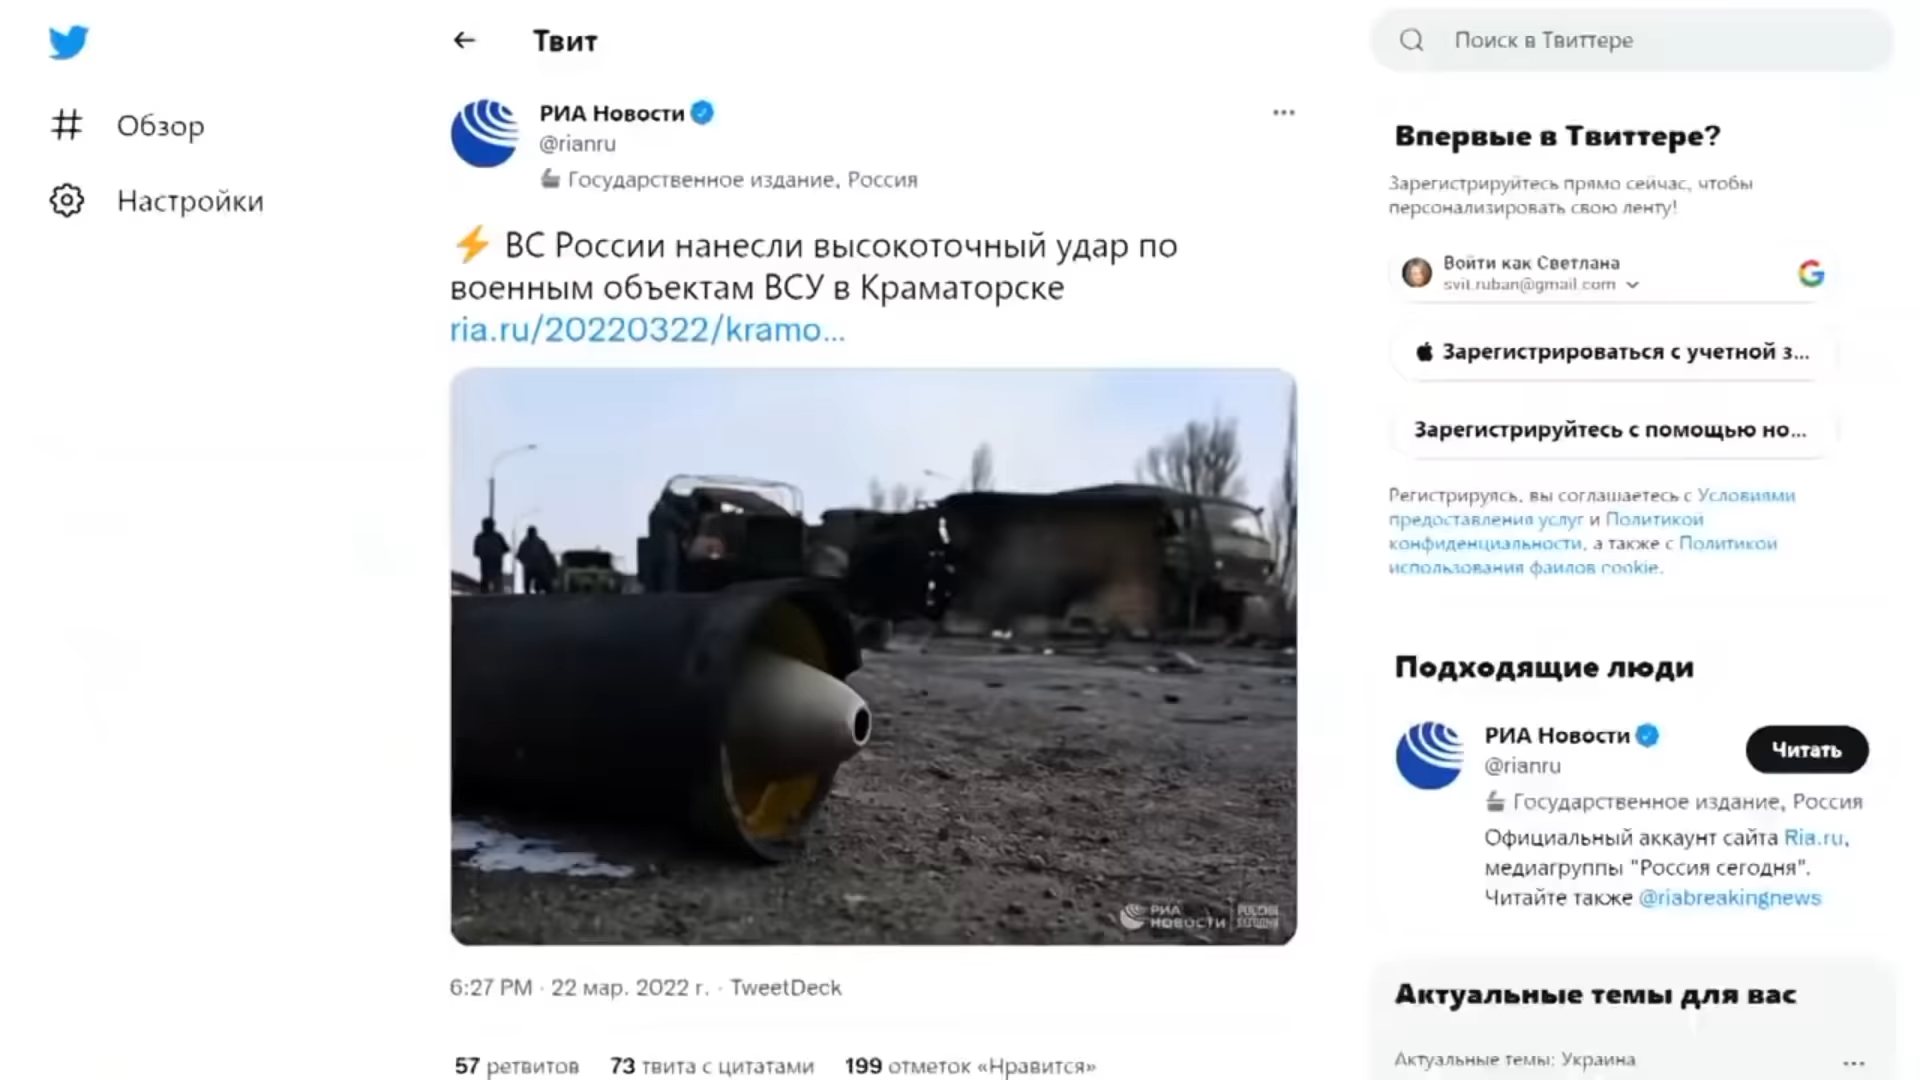 Твит
Поиск в Твиттере
Обзор
Настройки
РИА Новости
@rianru
Государственное издание, Россия
ВС России нанесли высокоточный удар по
военным объектам ВСУ в Краматорске
ria.ru/20220322/kramo...
РИА
НОВОСТИ
РОССИЯ
СЕГОДНЯ
6:27 PM · 22 мар. 2022 г. · TweetDeck
57 ретвитов 73 твита с цитатами 199 отметок «Нравится»
Впервые в Твиттере?
Зарегистрируйтесь прямо сейчас, чтобы
персонализировать свою ленту!
Войти как Светлана
svit.ruban@gmail.com
Зарегистрироваться с учетной з...
Зарегистрируйтесь с помощью но...
Регистрируясь, вы соглашаетесь с Условиями
предоставления услуг и Политикой
конфиденциальности, а также с Политикой
использования файлов cookie.
Подходящие люди
РИА Новости
@rianru
Читать
Государственное издание, Россия
Официальный аккаунт сайта Ria.ru,
медиагруппы "Россия сегодня".
Читайте также @riabreakingnews
Актуальные темы для вас
Актуальные темы: Украина